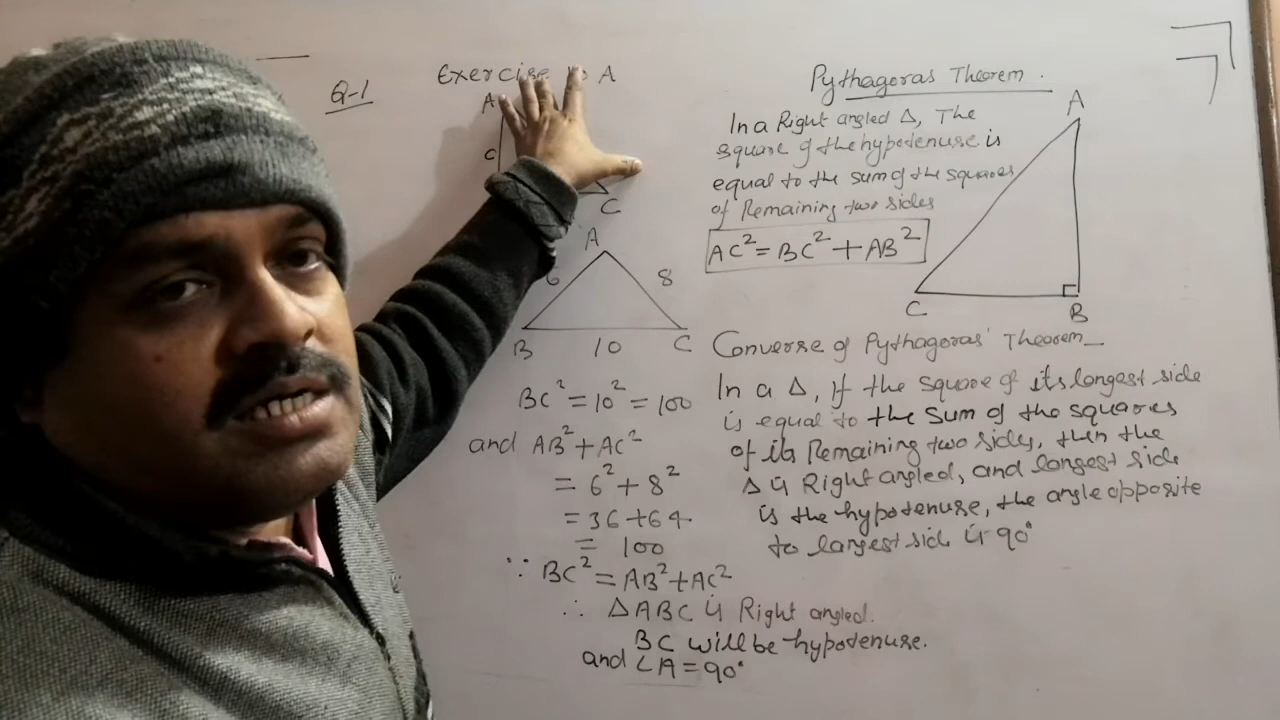 Q-1
Exercise A
A
C
C
A
6
8
B 10 C
BC² = 10² = 100
and AB² + AC²
= 6² + 8²
= 36 + 64
= 100
∵ BC² = AB² + AC²
∴ △ABC is Right angled.
BC will be hypotenuse.
and ∠A = 90°
Pythagoras Theorem.
In a Right angled △, The
square of the hypotenuse is
equal to the sum of the squares
of Remaining two sides
AC² = BC² + AB²
A
C
B
Converse of Pythagoras' Theorem
In a △, If the square of its longest side
is equal to the sum of the squares
of its Remaining two sides, then the
△ is Right angled, and longest side
is the hypotenuse, the angle opposite
to largest side is 90°